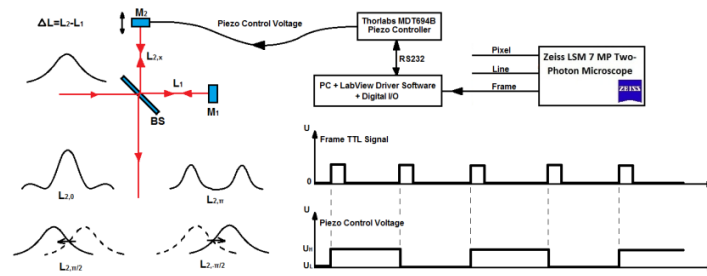 ΔL=L2-L1
M2
Piezo Control Voltage
Thorlabs MDT694B
Piezo Controller
L2,x
RS232
L1
M1
BS
PC + LabView Driver Software
+ Digital I/O
Pixel
Line
Frame
Zeiss LSM 7 MP Two-
Photon Microscope
ZEISS
U
Frame TTL Signal
0
L2,0
L2,π
U
Piezo Control Voltage
UH
UL
L2,π/2
L2,-π/2